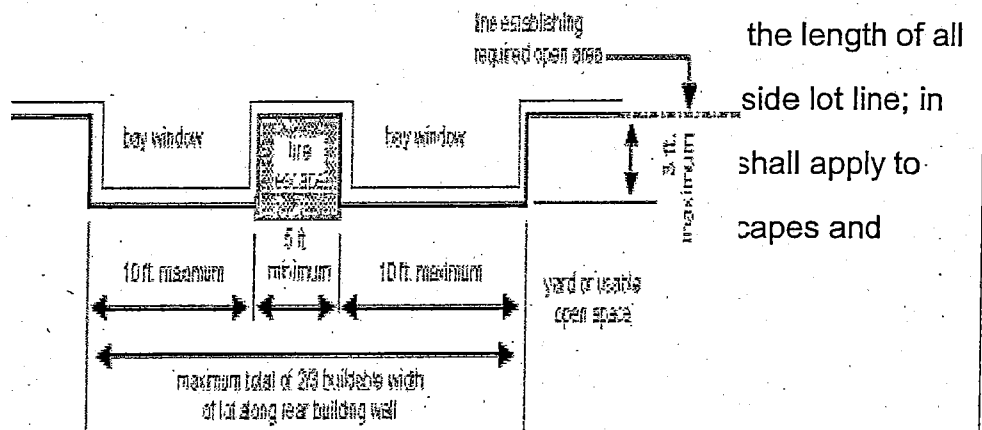 line establishing
required open area
the length of all
side lot line; in
shall apply to
capes and
bay window
fire
escape
bay window
3 ft.
maximum
10 ft. maximum
5 ft.
minimum
10 ft. maximum
yard or usable
open space
maximum total of 2/3 buildable width
of lot along rear building wall